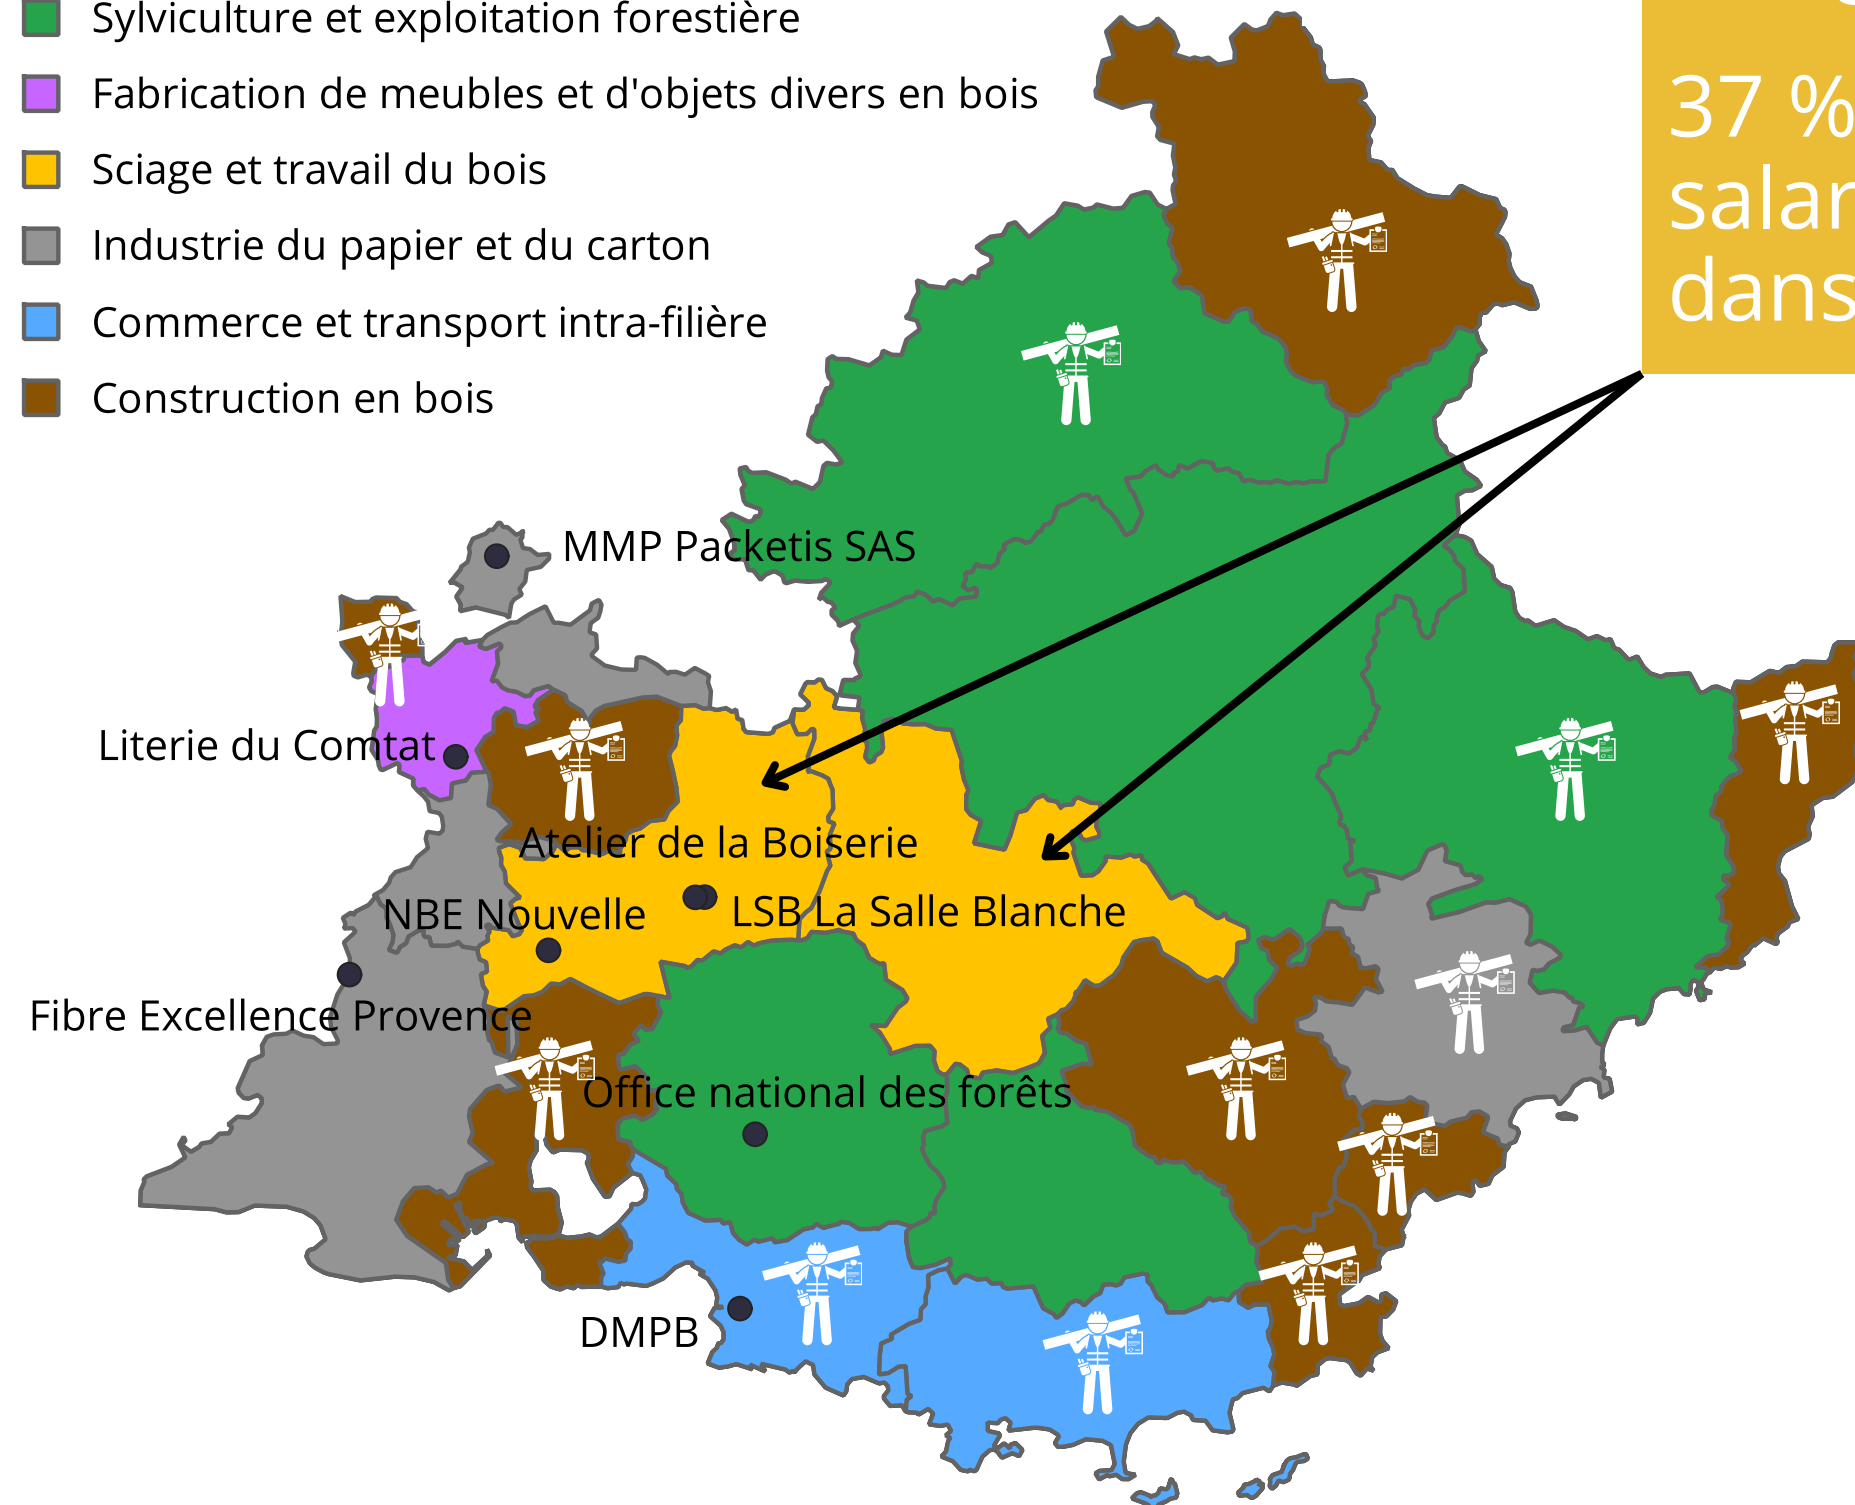 Sylviculture et exploitation forestière
Fabrication de meubles et d'objets divers en bois
Sciage et travail du bois
Industrie du papier et du carton
Commerce et transport intra-filière
Construction en bois
37 %
salar
dans
MMP Packetis SAS
Literie du Comtat
Atelier de la Boiserie
NBE Nouvelle
LSB La Salle Blanche
Fibre Excellence Provence
Office national des forêts
DMPB